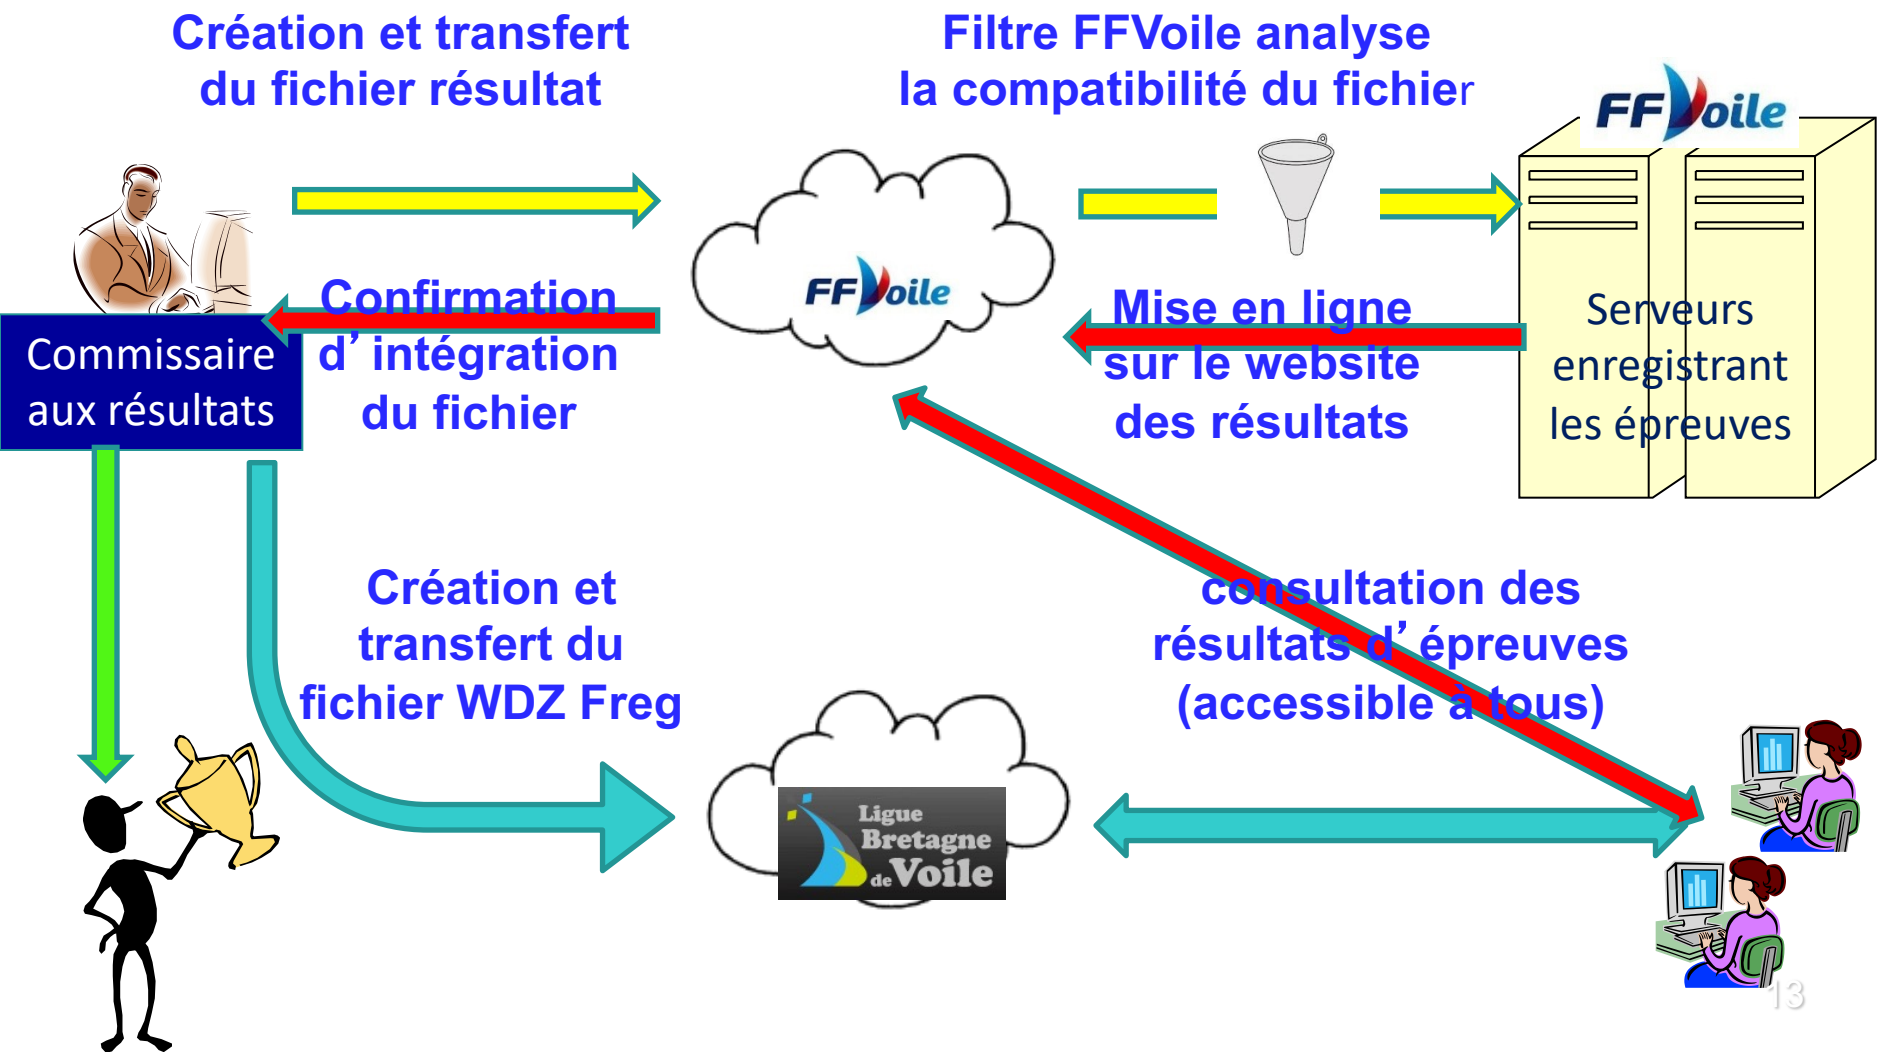 Création et transfert
du fichier résultat
Filtre FFVoile analyse
la compatibilité du fichier
FFVoile
FFVoile
Confirmation
d’ intégration
du fichier
Mise en ligne
sur le website
des résultats
Serveurs
enregistrant
les épreuves
Commissaire
aux résultats
Création et
transfert du
fichier WDZ Freg
consultation des
résultats d’ épreuves
(accessible à tous)
Ligue
Bretagne
de Voile
13